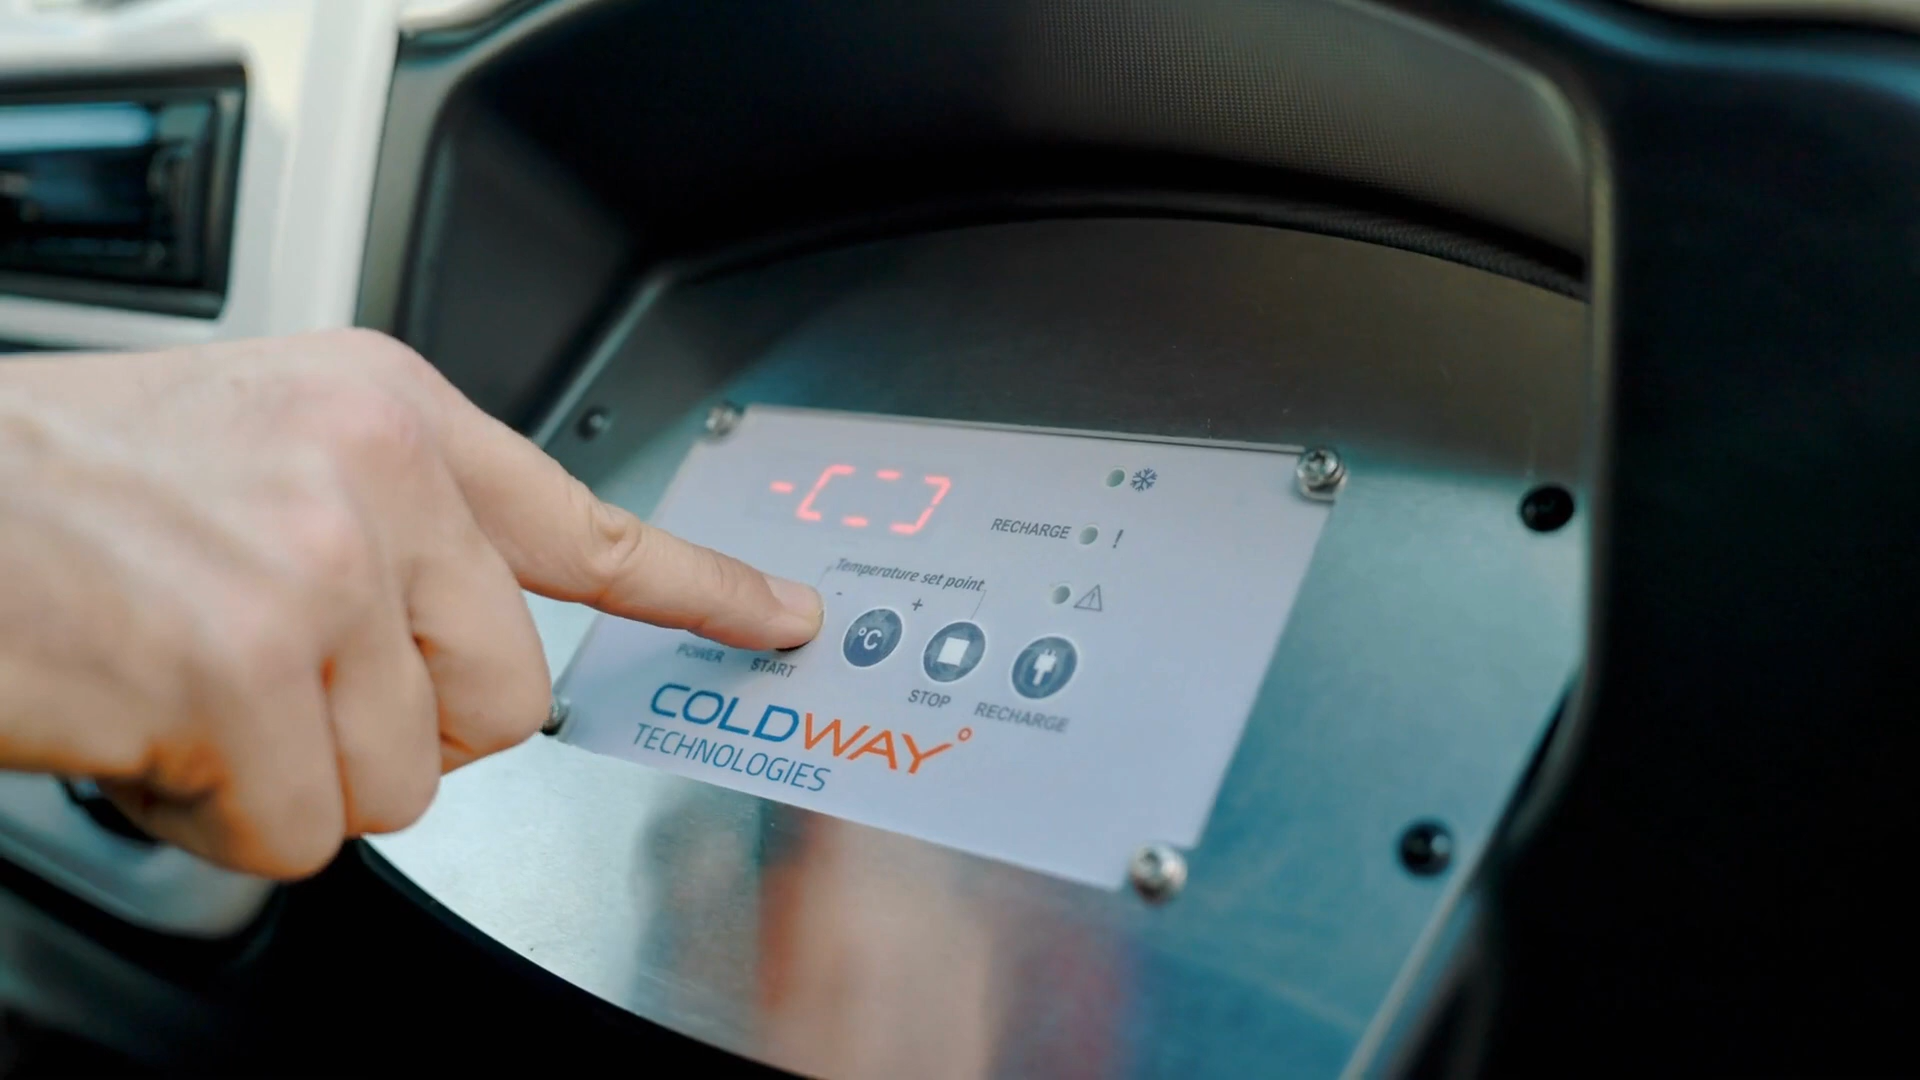 RECHARGE !
Temperature set point
- +
°C
POWER START STOP RECHARGE
COLDWAY°
TECHNOLOGIES